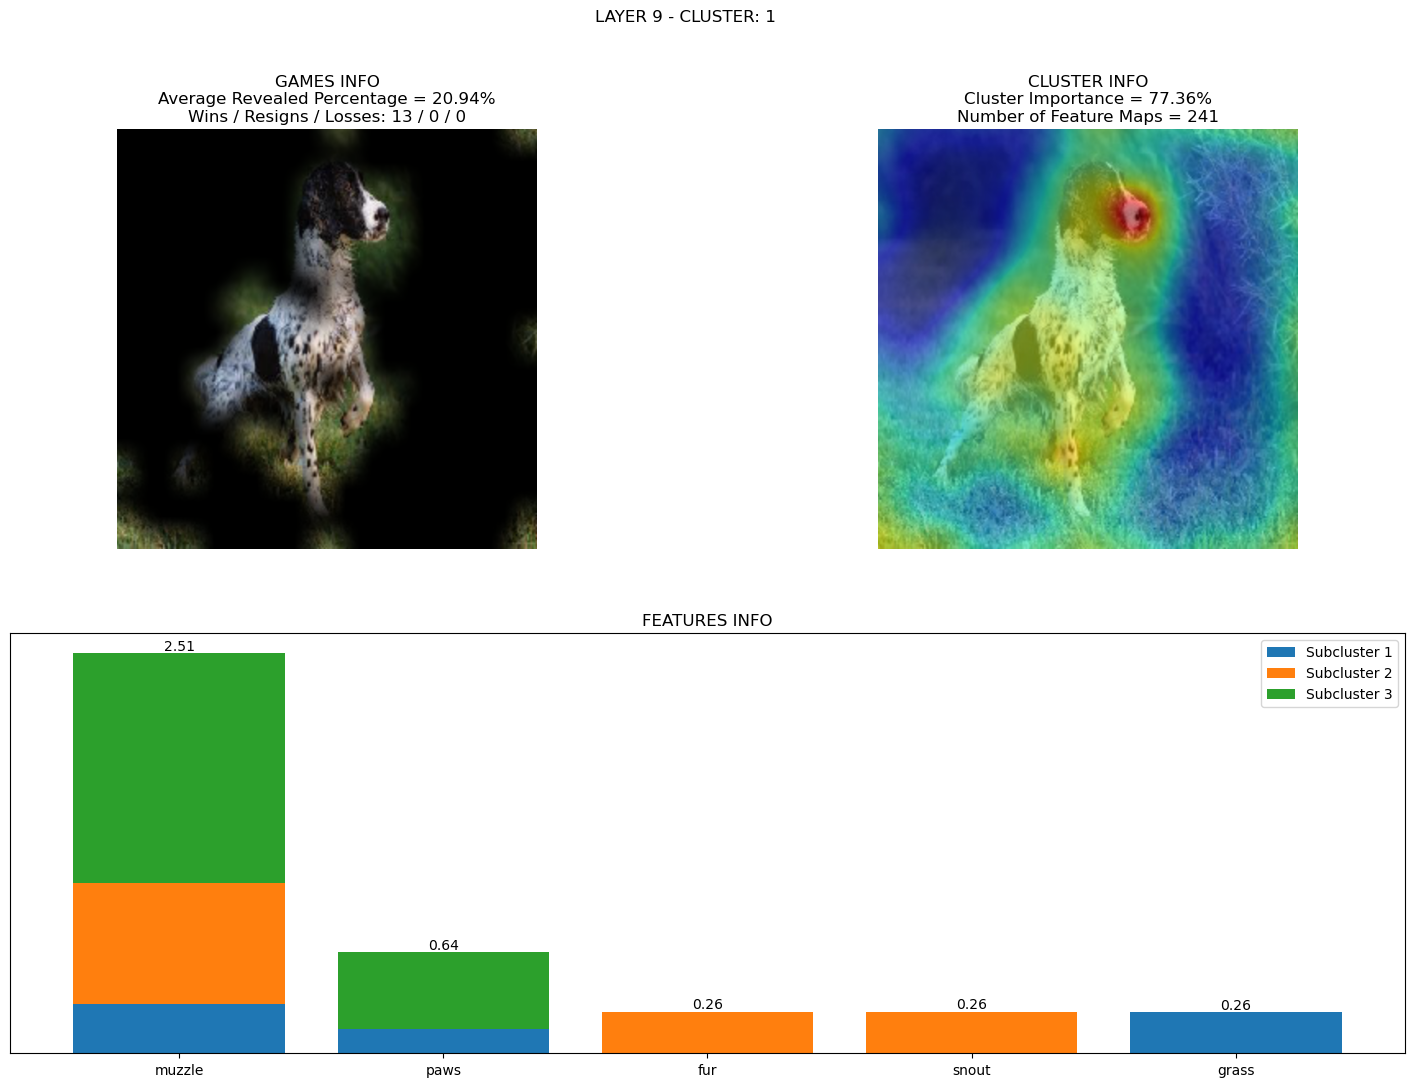 LAYER 9 - CLUSTER: 1
GAMES INFO
Average Revealed Percentage = 20.94%
Wins / Resigns / Losses: 13 / 0 / 0
CLUSTER INFO
Cluster Importance = 77.36%
Number of Feature Maps = 241
FEATURES INFO
2.51
0.64
0.26
0.26
0.26
Subcluster 1
Subcluster 2
Subcluster 3
muzzle
paws
fur
snout
grass